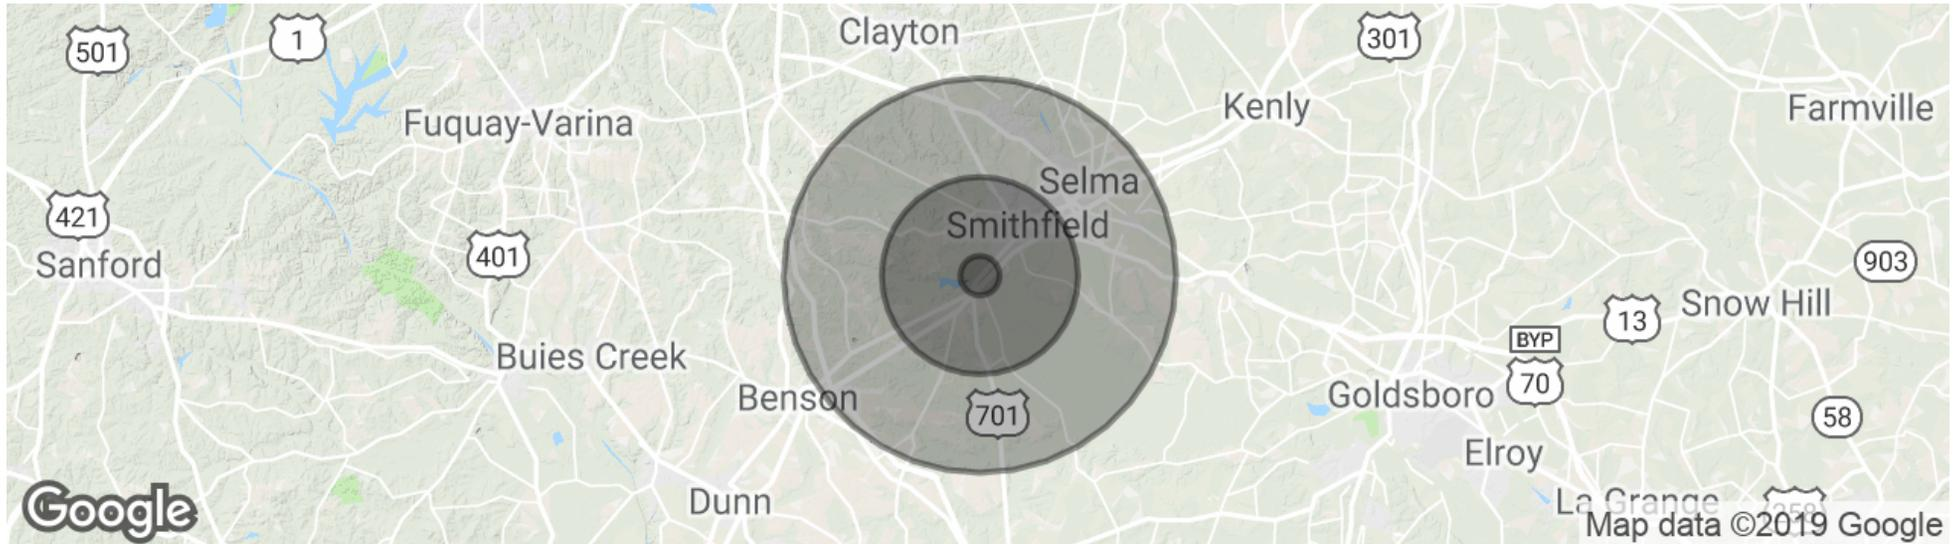 Clayton
501
1
301
Kenly
Farmville
Fuquay-Varina
Selma
421
Smithfield
401
Sanford
903
Snow Hill
13
BYP
70
Buies Creek
Benson
Goldsboro
701
58
Elroy
Dunn
La Grange
258
Google
Map data ©2019 Google